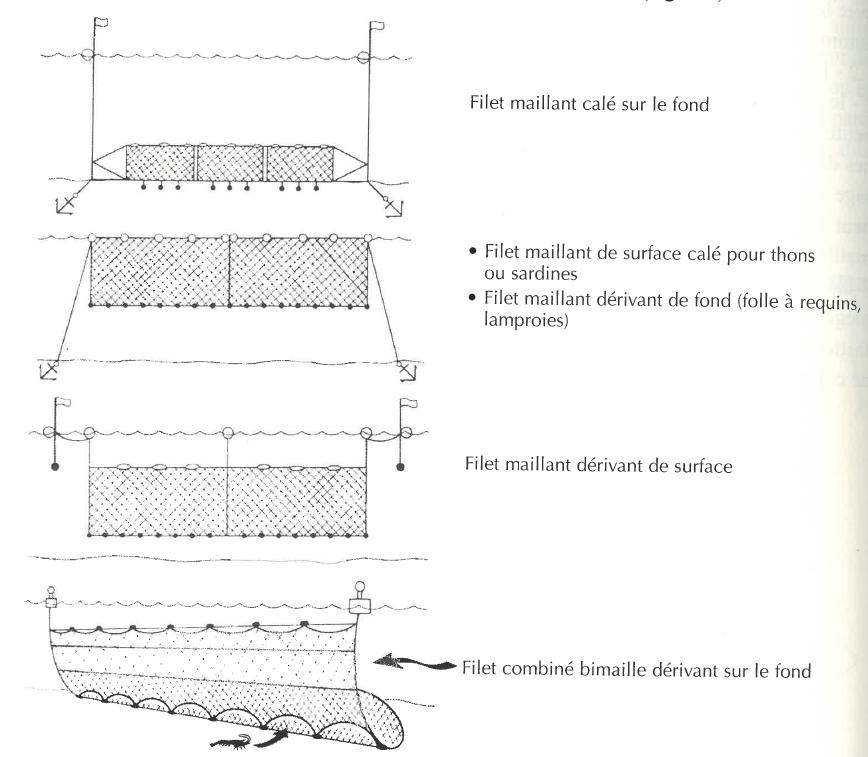 Filet maillant calé sur le fond
• Filet maillant de surface calé pour thons
ou sardines
• Filet maillant dérivant de fond (folle à requins,
lamproies)
Filet maillant dérivant de surface
Filet combiné bimaille dérivant sur le fond